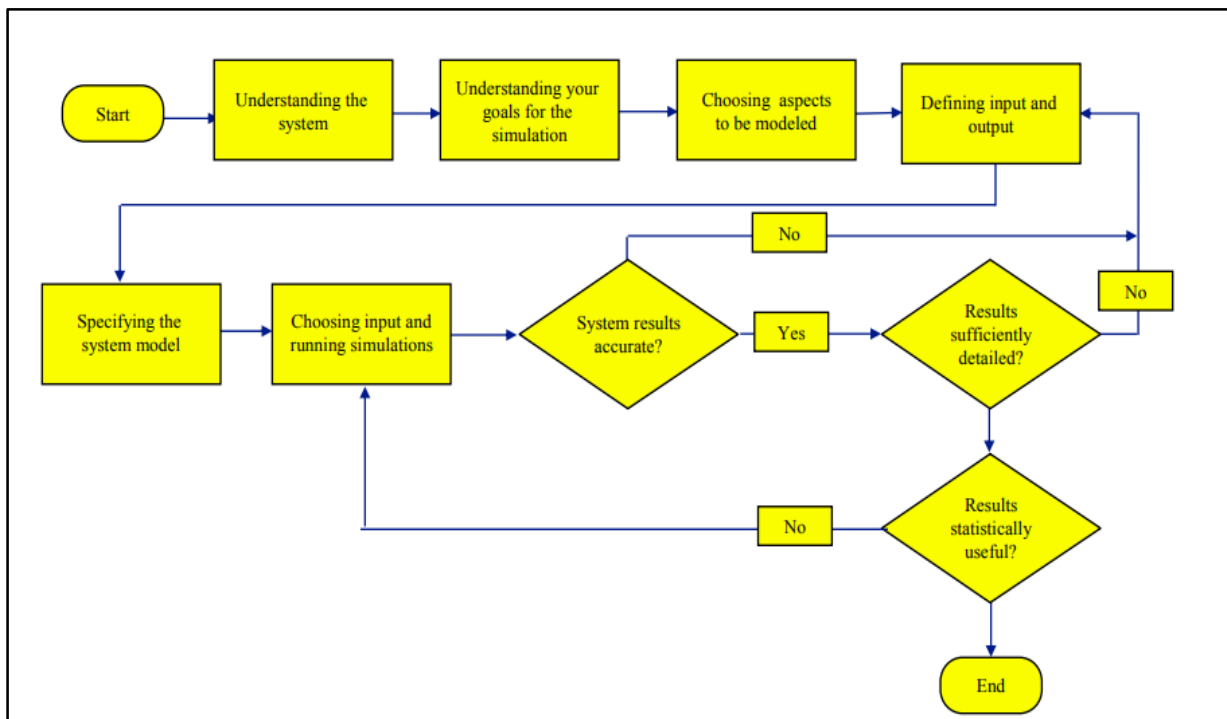 Start
Understanding the
system
Understanding your
goals for the
simulation
Choosing aspects
to be modeled
Defining input and
output
No
Specifying the
system model
Choosing input and
running simulations
System results
accurate?
Yes
Results
sufficiently
detailed?
No
Results
statistically
useful?
No
End